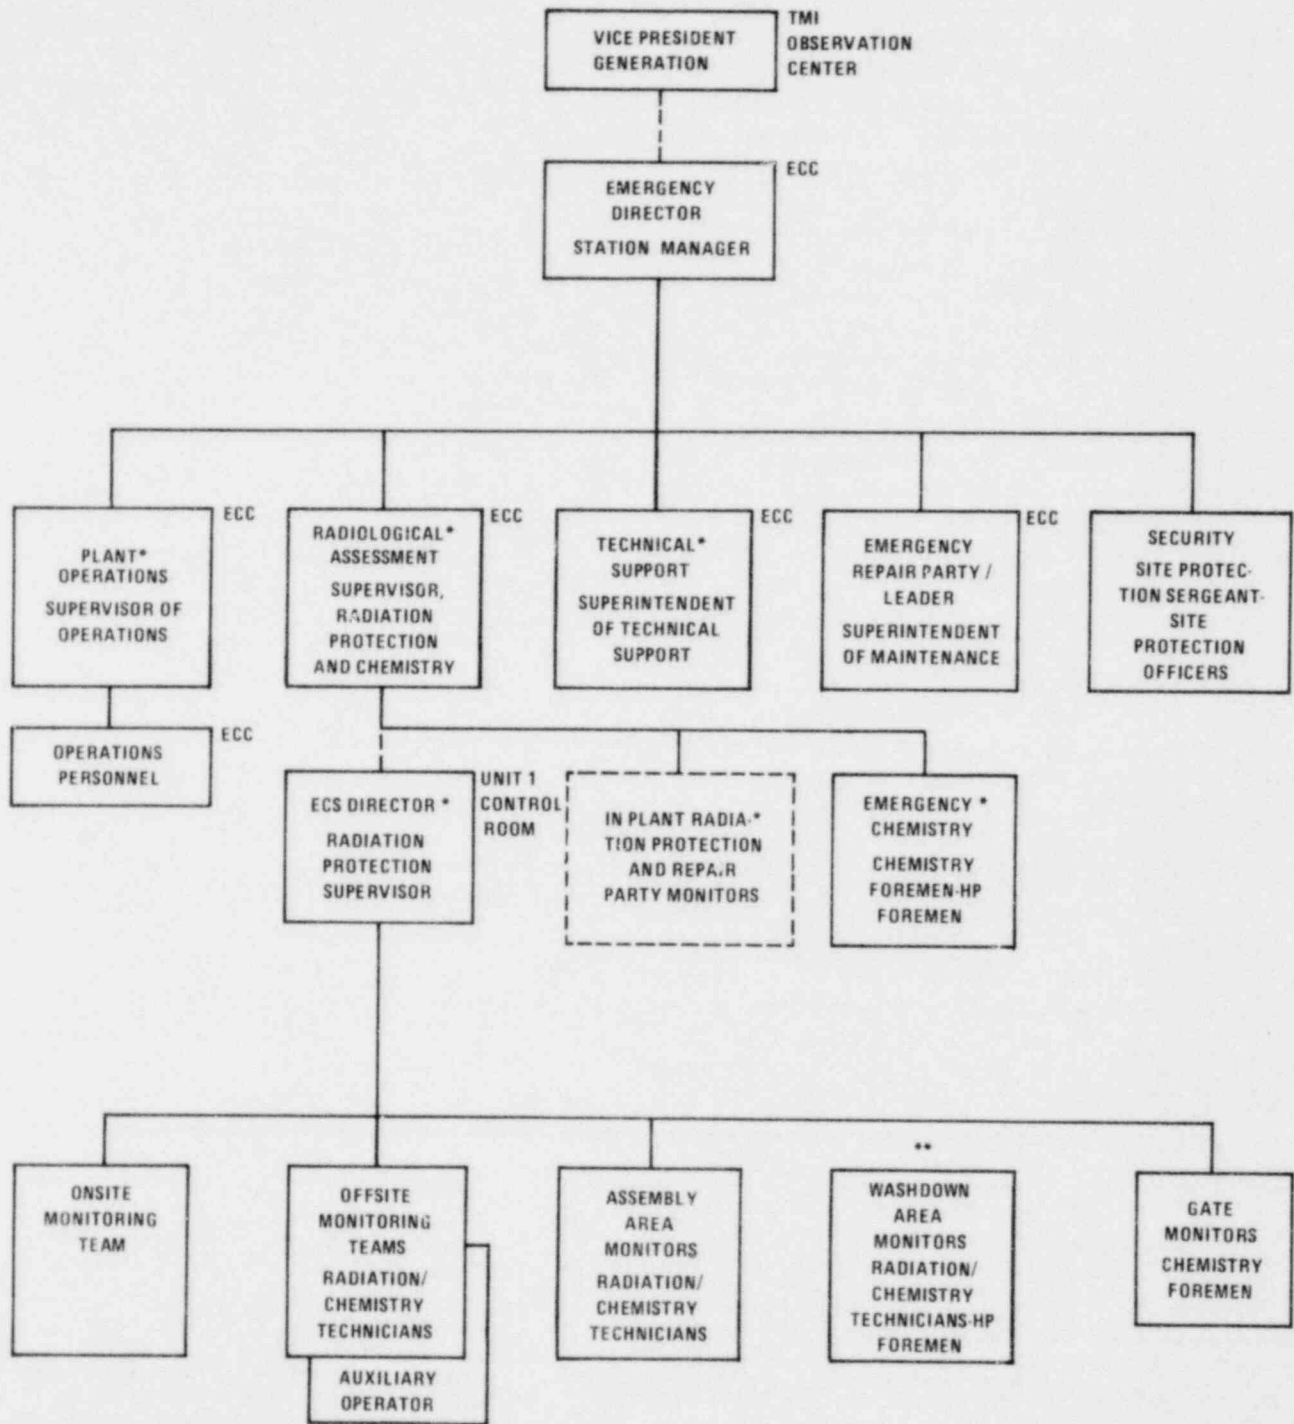 VICE PRESIDENT
GENERATION
TMI
OBSERVATION
CENTER
EMERGENCY
DIRECTOR
STATION MANAGER
ECC
PLANT*
OPERATIONS
SUPERVISOR OF
OPERATIONS
ECC
RADIOLOGICAL*
ASSESSMENT
SUPERVISOR,
RADIATION
PROTECTION
AND CHEMISTRY
ECC
TECHNICAL*
SUPPORT
SUPERINTENDENT
OF TECHNICAL
SUPPORT
ECC
EMERGENCY
REPAIR PARTY /
LEADER
SUPERINTENDENT
OF MAINTENANCE
ECC
SECURITY
SITE PROTEC-
TION SERGEANT-
SITE
PROTECTION
OFFICERS
OPERATIONS
PERSONNEL
ECC
ECS DIRECTOR *
RADIATION
PROTECTION
SUPERVISOR
UNIT 1
CONTROL
ROOM
IN PLANT RADIA-*
TION PROTECTION
AND REPAIR
PARTY MONITORS
EMERGENCY *
CHEMISTRY
CHEMISTRY
FOREMEN-HP
FOREMEN
ONSITE
MONITORING
TEAM
OFFSITE
MONITORING
TEAMS
RADIATION/
CHEMISTRY
TECHNICIANS
AUXILIARY
OPERATOR
ASSEMBLY
AREA
MONITORS
RADIATION/
CHEMISTRY
TECHNICIANS
**
WASHDOWN
AREA
MONITORS
RADIATION/
CHEMISTRY
TECHNICIANS-HP
FOREMEN
GATE
MONITORS
CHEMISTRY
FOREMEN